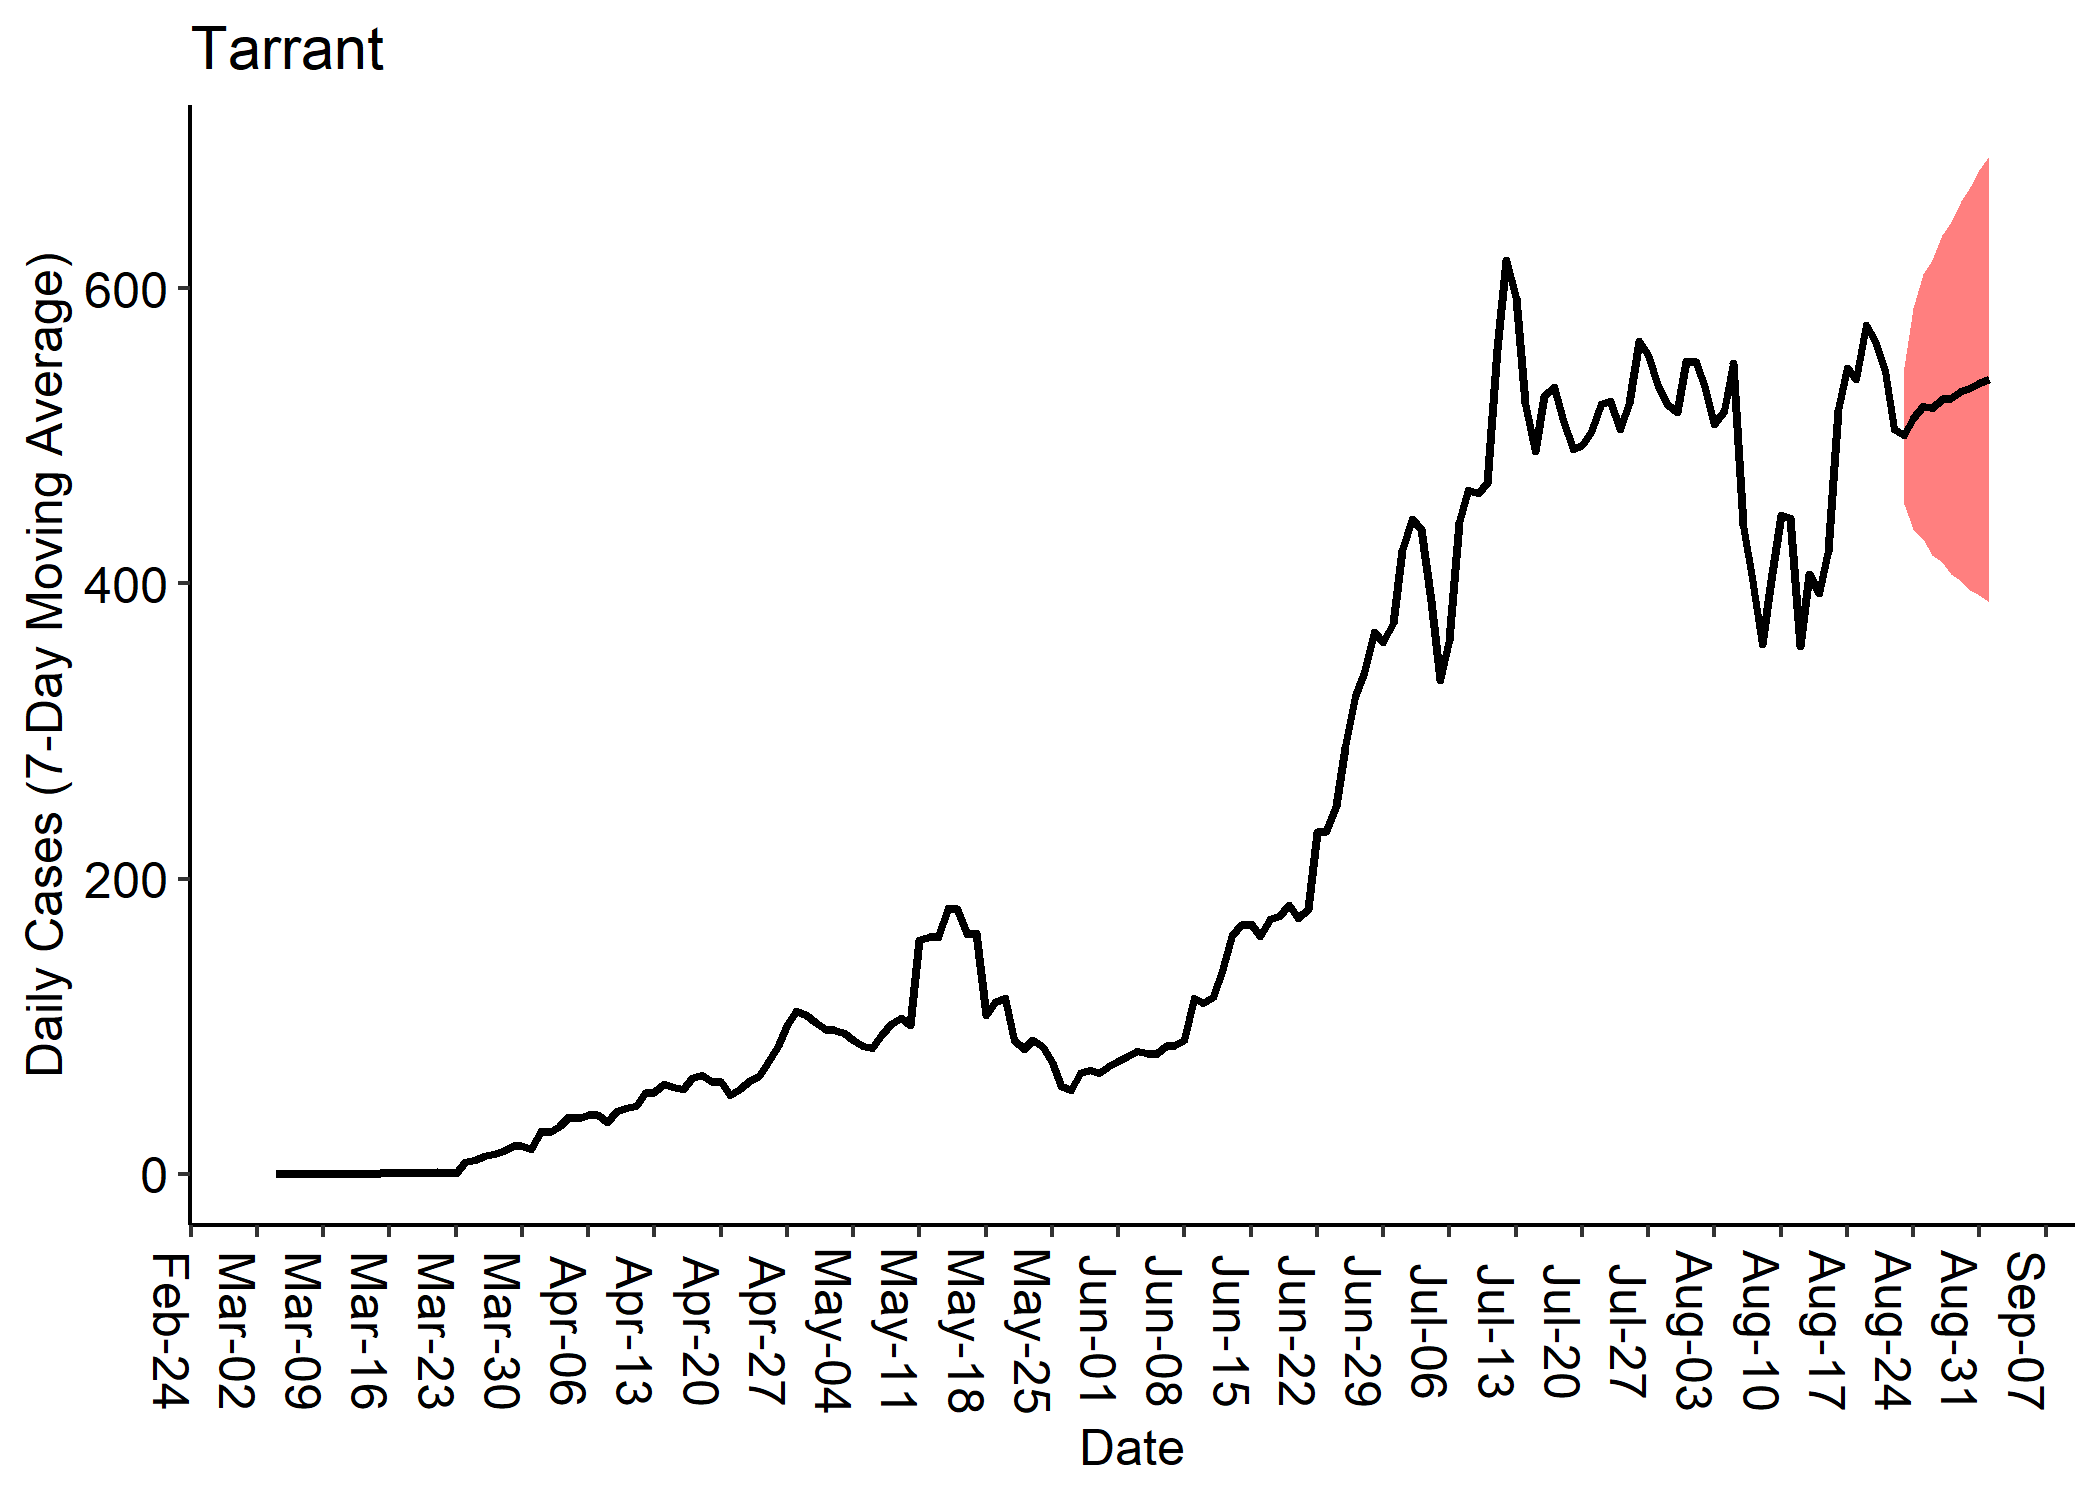 Tarrant
Daily Cases (7-Day Moving Average)
600
400
200
0
Feb-24
Mar-02
Mar-09
Mar-16
Mar-23
Mar-30
Apr-06
Apr-13
Apr-20
Apr-27
May-04
May-11
May-18
May-25
Jun-01
Jun-08
Jun-15
Jun-22
Jun-29
Jul-06
Jul-13
Jul-20
Jul-27
Aug-03
Aug-10
Aug-17
Aug-24
Aug-31
Sep-07
Date